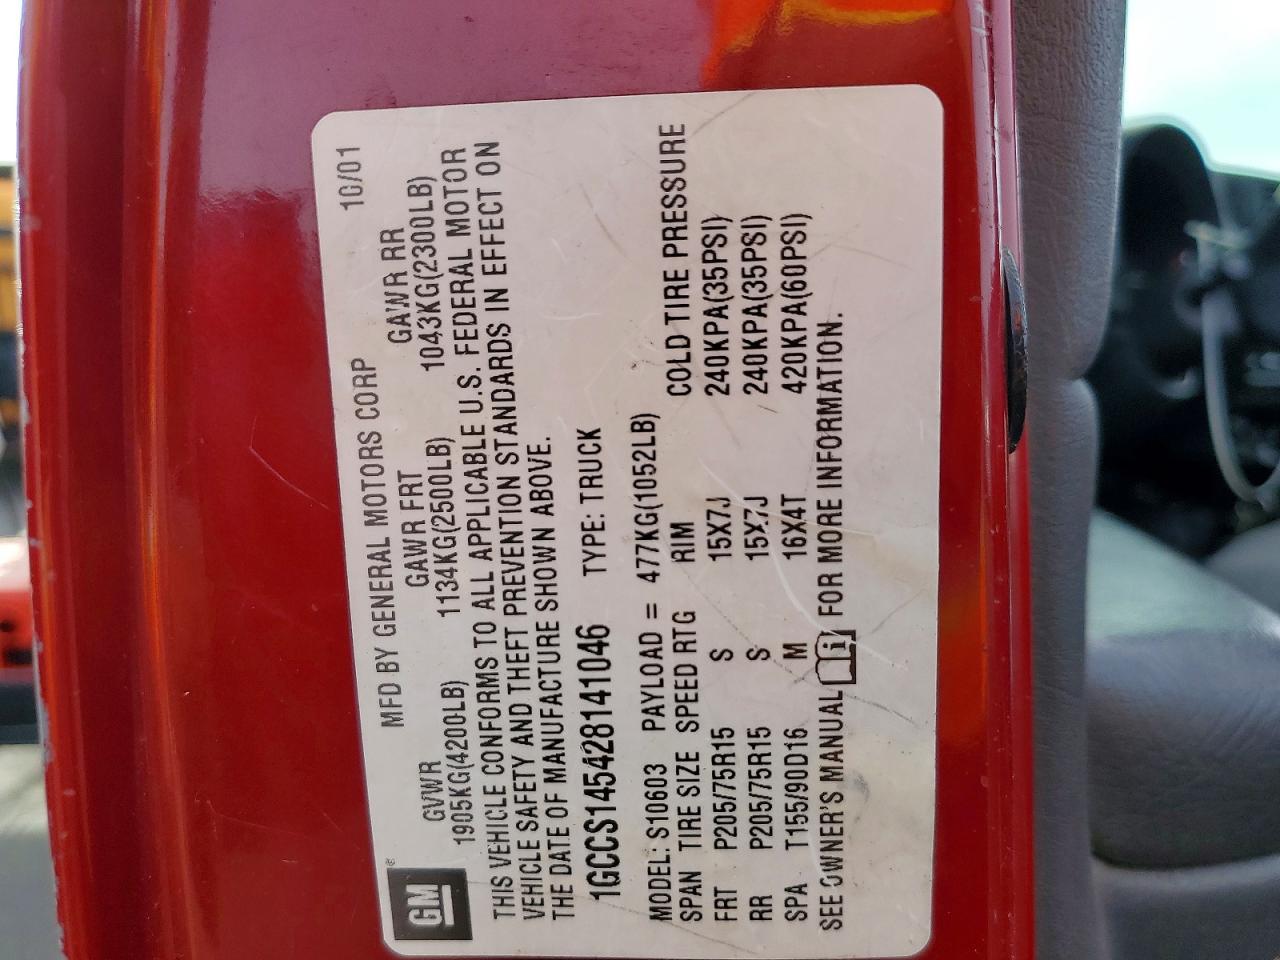 GM
MFD BY GENERAL MOTORS CORP 10/01
GVWR GAWR FRT GAWR RR
1905KG(4200LB) 1134KG(2500LB) 1043KG(2300LB)
THIS VEHICLE CONFORMS TO ALL APPLICABLE U.S. FEDERAL MOTOR
VEHICLE SAFETY AND THEFT PREVENTION STANDARDS IN EFFECT ON
THE DATE OF MANUFACTURE SHOWN ABOVE.
1GCCS145428141046 TYPE: TRUCK
MODEL: S10603 PAYLOAD = 477KG(1052LB)
SPAN TIRE SIZE SPEED RTG RIM COLD TIRE PRESSURE
FRT P205/75R15 S 15X7J 240KPA(35PSI)
RR P205/75R15 S 15X7J 240KPA(35PSI)
SPA T155/90D16 M 16X4T 420KPA(60PSI)
SEE OWNER'S MANUAL i FOR MORE INFORMATION.